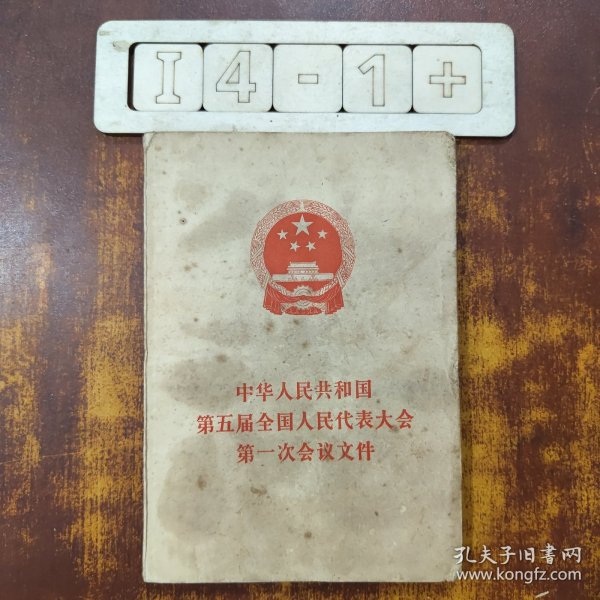 I4-1+
中华人民共和国
第五届全国人民代表大会
第一次会议文件
孔夫子旧书网
www.kongfz.com